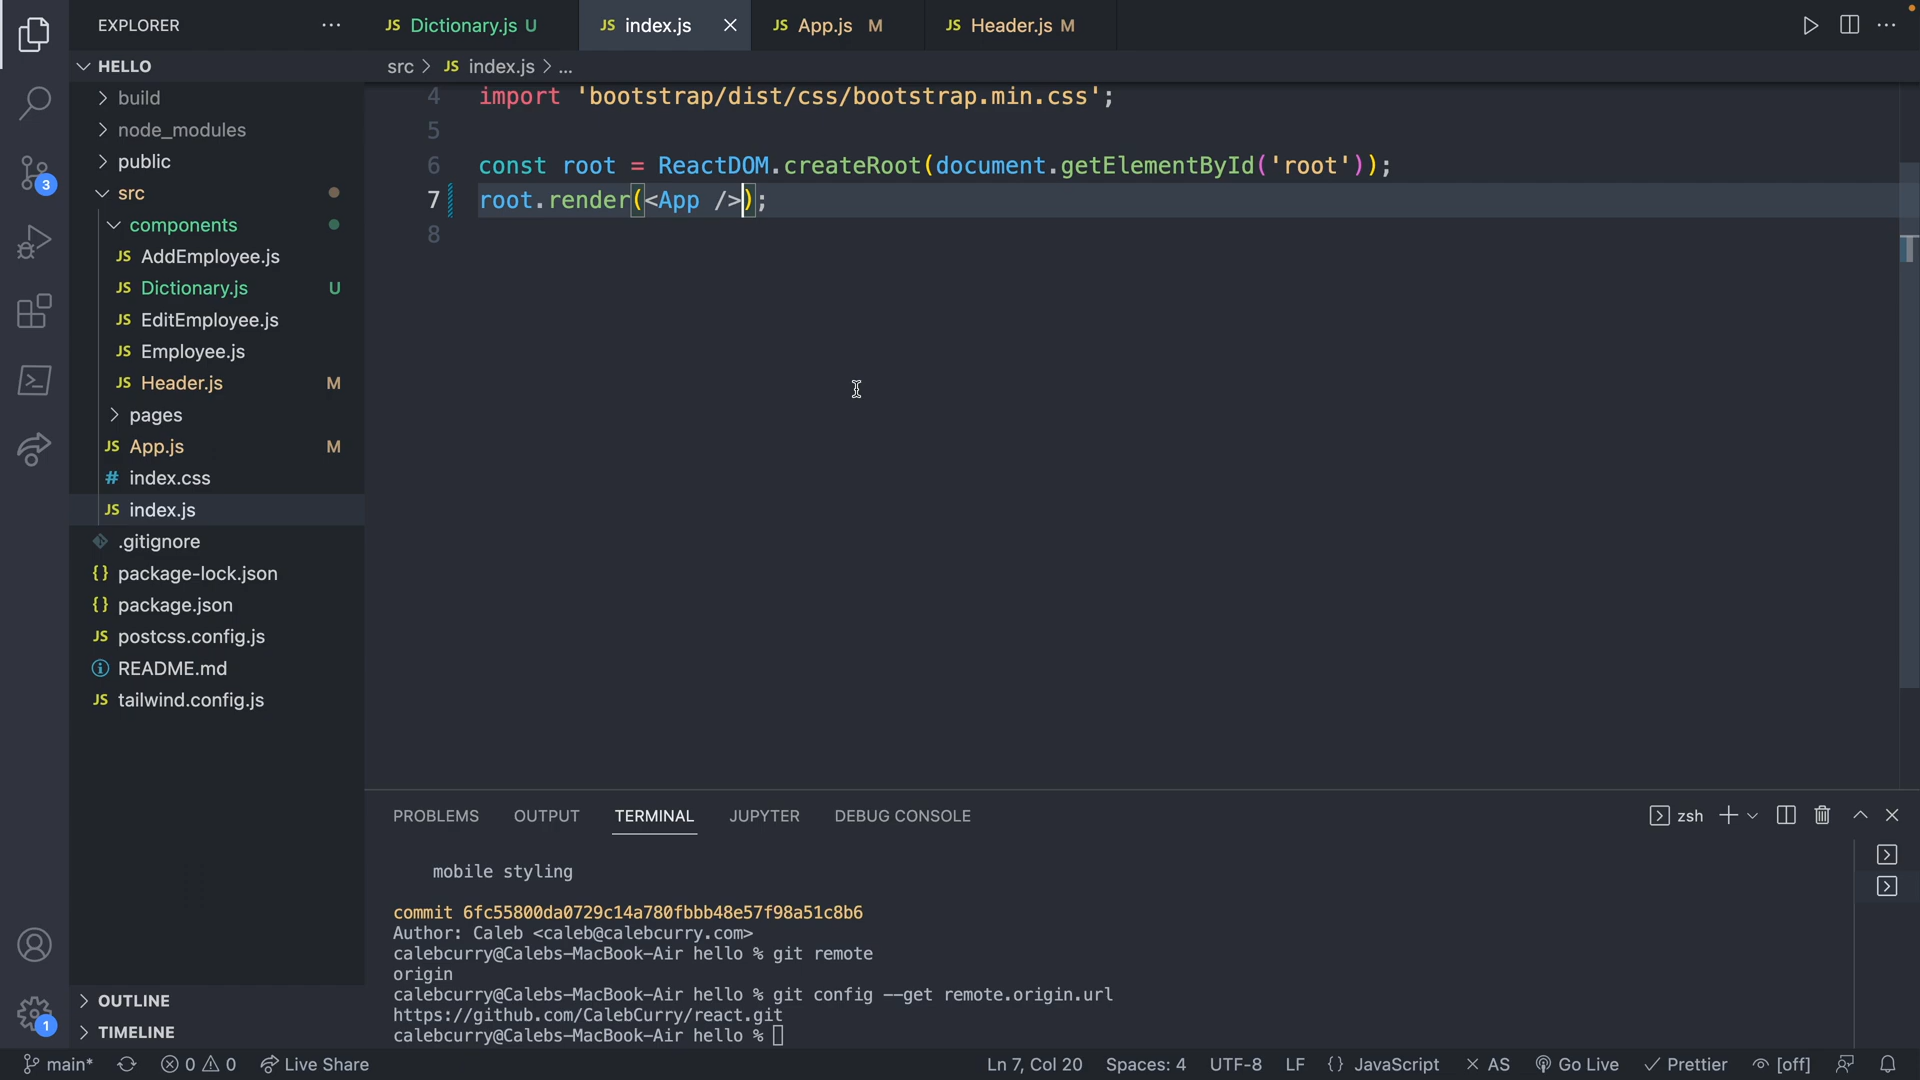 EXPLORER
JS Dictionary.js U
JS index.js
JS App.js M
JS Header.js M
HELLO
src > JS index.js > ...
build
node_modules
public
src
components
JS AddEmployee.js
JS Dictionary.js U
JS EditEmployee.js
JS Employee.js
JS Header.js M
pages
JS App.js M
# index.css
JS index.js
.gitignore
{} package-lock.json
{} package.json
JS postcss.config.js
README.md
JS tailwind.config.js
OUTLINE
TIMELINE
3
1
4 import 'bootstrap/dist/css/bootstrap.min.css';
5
6 const root = ReactDOM.createRoot(document.getElementById('root'));
7 root.render(<App />);
8
PROBLEMS OUTPUT TERMINAL JUPYTER DEBUG CONSOLE
zsh
mobile styling
commit 6fc55800da0729c14a780fbbb48e57f98a51c8b6
Author: Caleb <caleb@calebcurry.com>
calebcurry@Calebs-MacBook-Air hello % git remote
origin
calebcurry@Calebs-MacBook-Air hello % git config --get remote.origin.url
https://github.com/CalebCurry/react.git
calebcurry@Calebs-MacBook-Air hello %
main* 0 0 Live Share Ln 7, Col 20 Spaces: 4 UTF-8 LF {} JavaScript × AS Go Live ✓ Prettier [off]